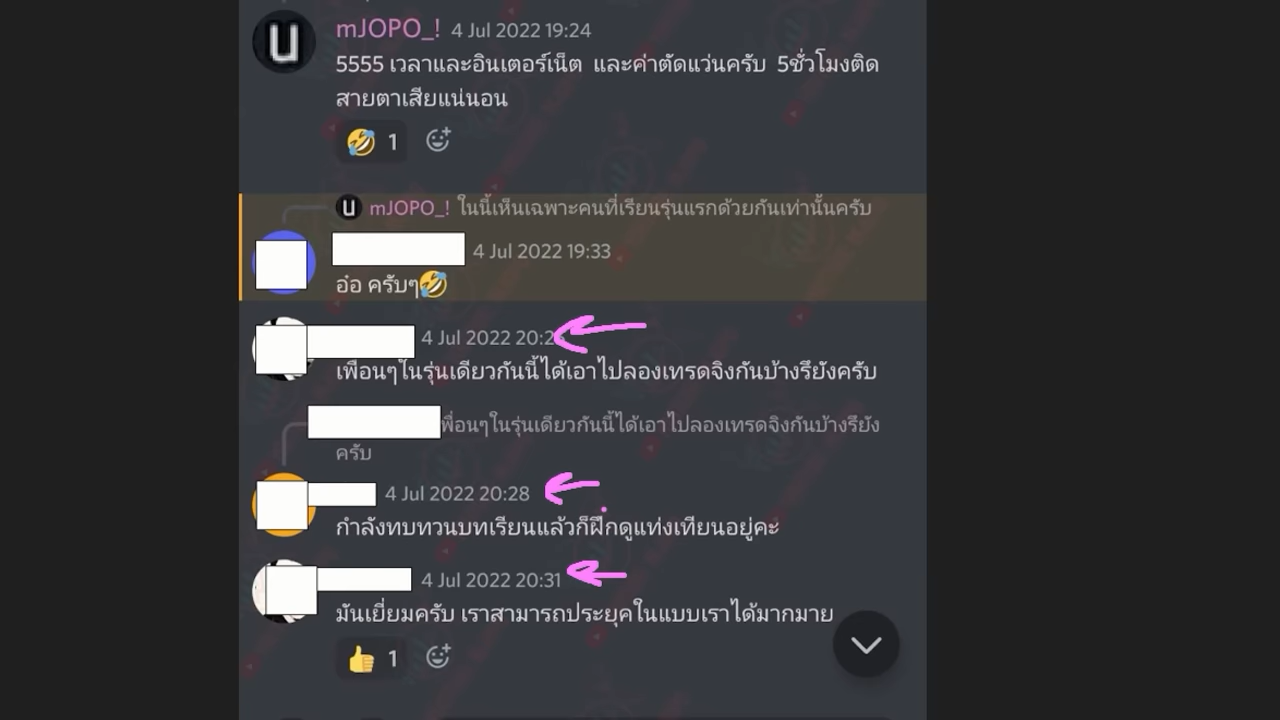 mJOPO_! 4 Jul 2022 19:24
5555 เวลาและอินเตอร์เน็ต และค่าตัดแว่นครับ 5ชั่วโมงติด
สายตาเสียแน่นอน
1
mJOPO_! ในนี้เห็นเฉพาะคนที่เรียนรุ่นแรกด้วยกันเท่านั้นครับ
4 Jul 2022 19:33
อ๋อ ครับๆ
4 Jul 2022
เพื่อนๆในรุ่นเดียวกันนี้ได้เอาไปลองเทรดจิงกันบ้างรึยังครับ
พื่อนๆในรุ่นเดียวกันนี้ได้เอาไปลองเทรดจิงกันบ้างรึยัง
ครับ
4 Jul 2022 20:28
กำลังทบทวนบทเรียนแล้วก็ฝึกดูแท่งเทียนอยู่คะ
4 Jul 2022 20:31
มันเยี่ยมครับ เราสามารถประยุคในแบบเราได้มากมาย
1